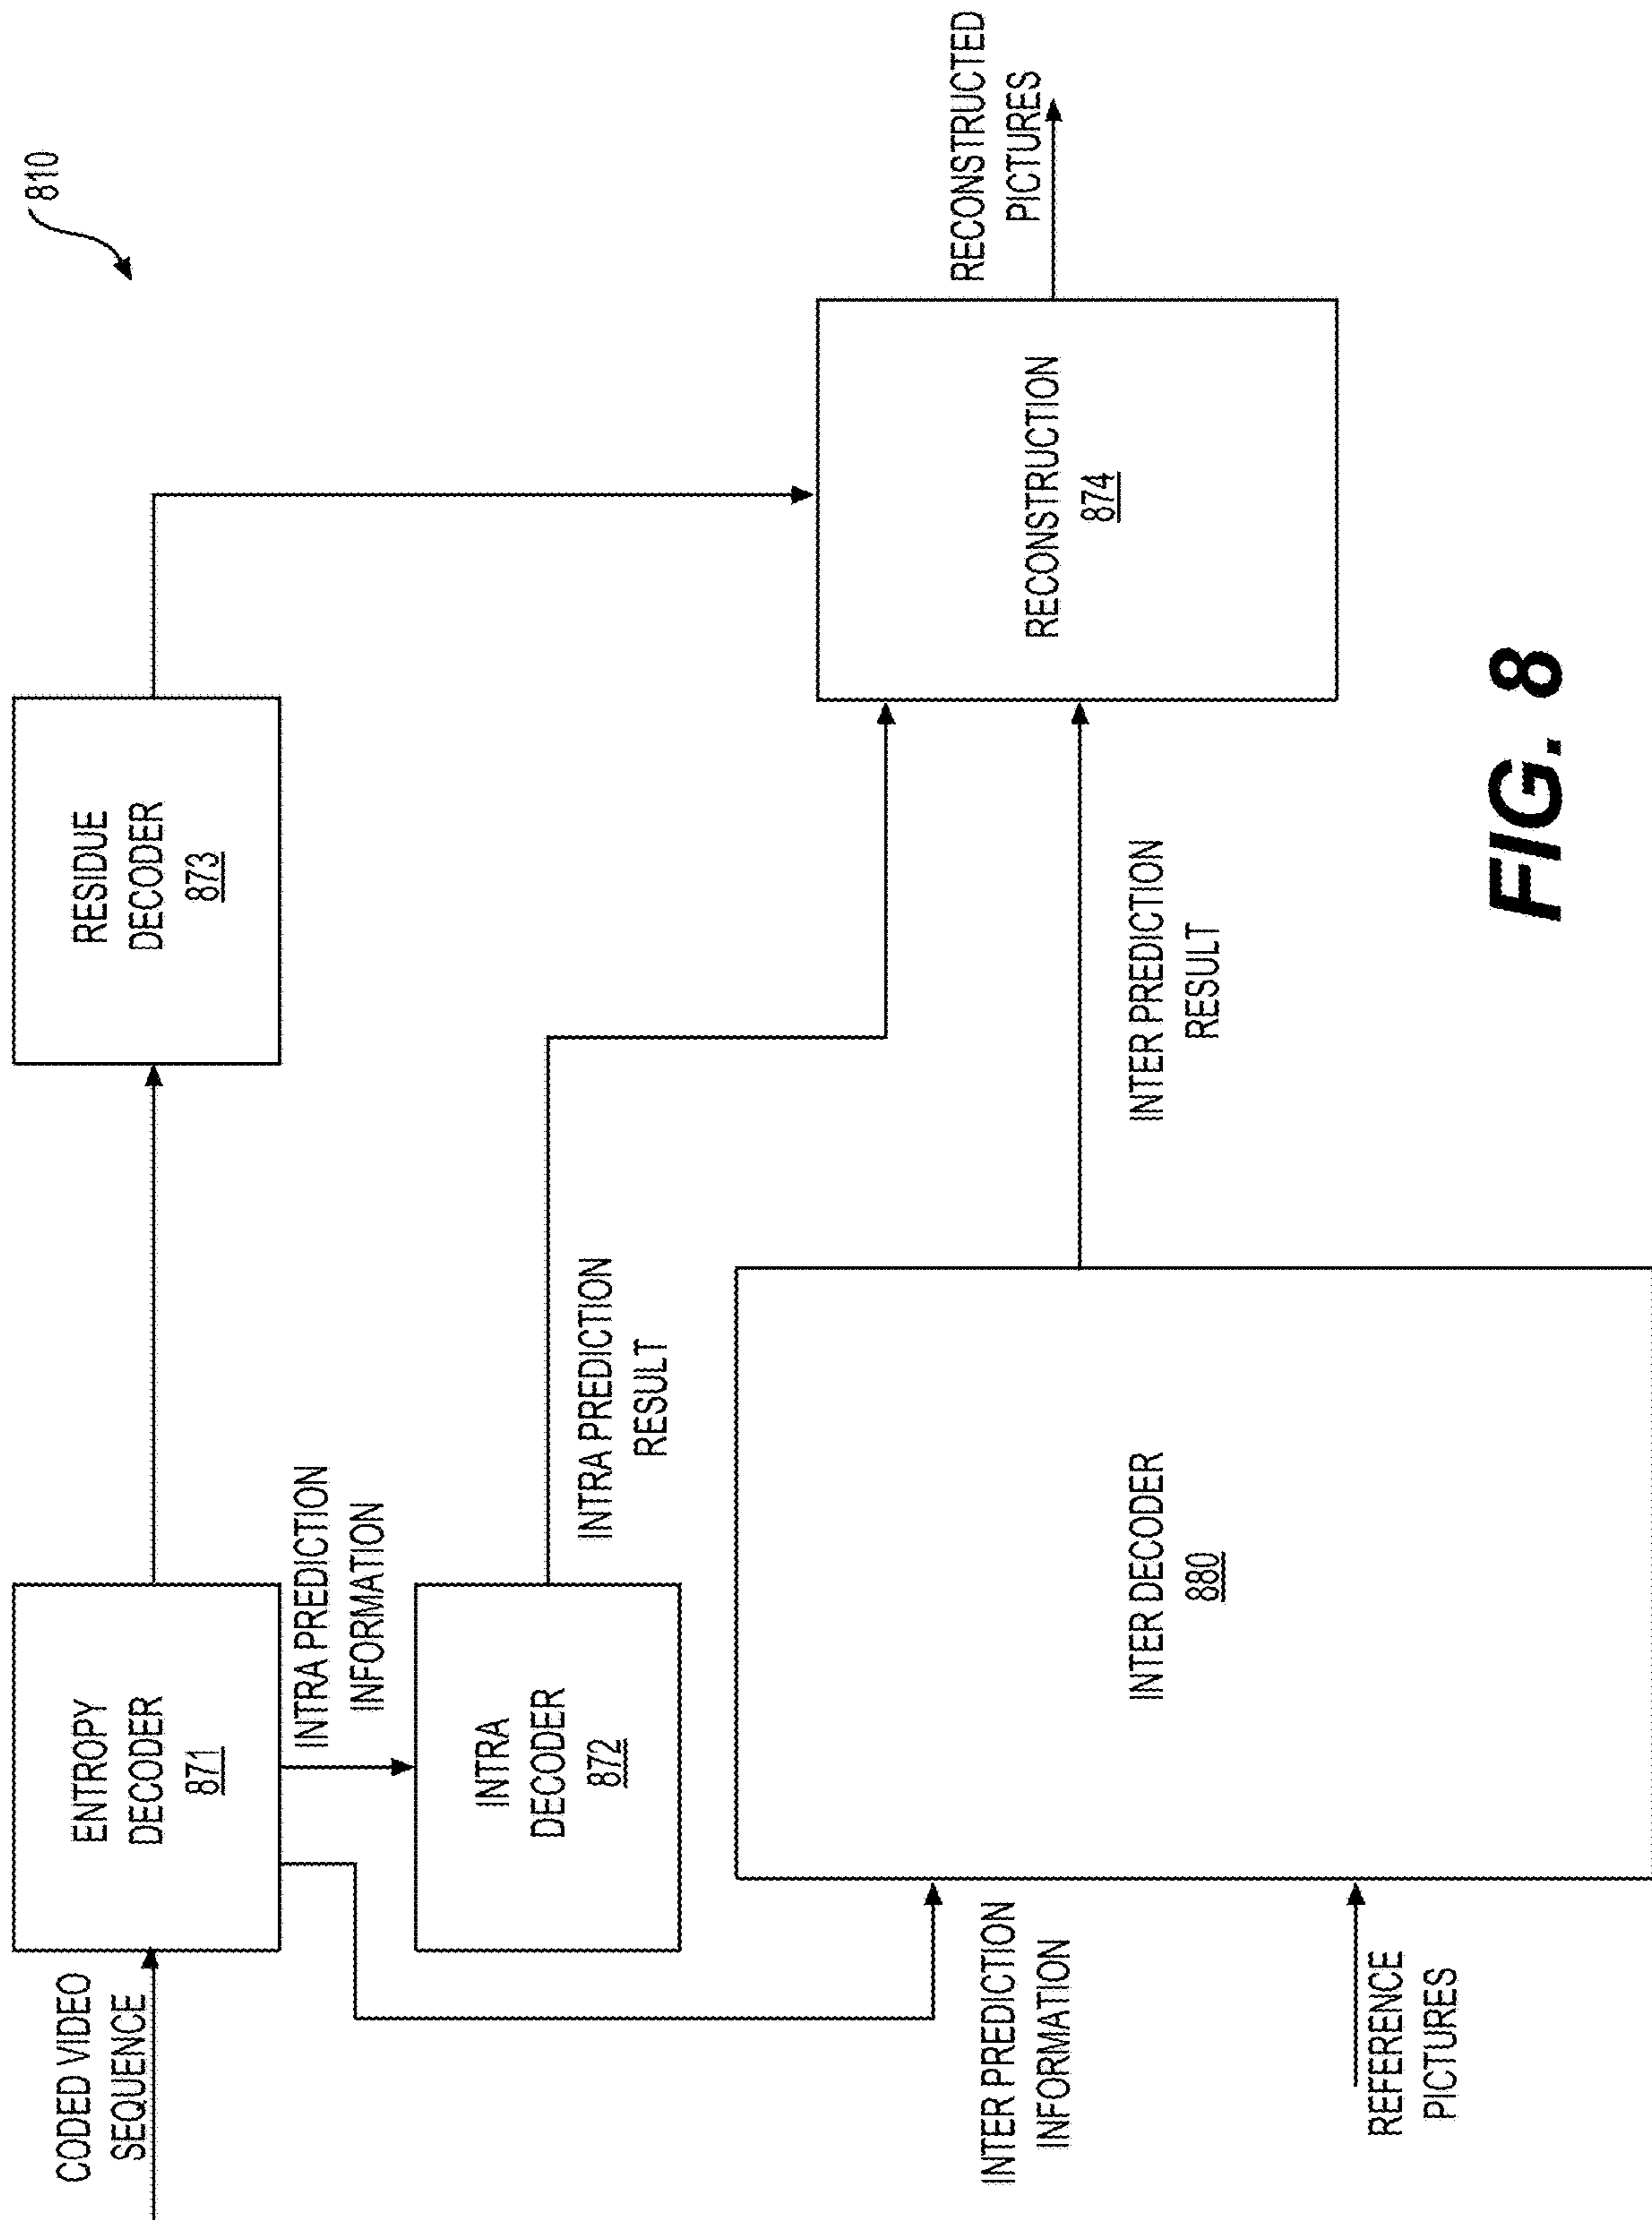 810
CODED VIDEO
SEQUENCE
ENTROPY
DECODER
871
RESIDUE
DECODER
873
INTRA PREDICTION
INFORMATION
INTRA
DECODER
872
INTRA PREDICTION
RESULT
RECONSTRUCTED
PICTURES
RECONSTRUCTION
874
INTER PREDICTION
INFORMATION
INTER DECODER
880
INTER PREDICTION
RESULT
REFERENCE
PICTURES
FIG. 8